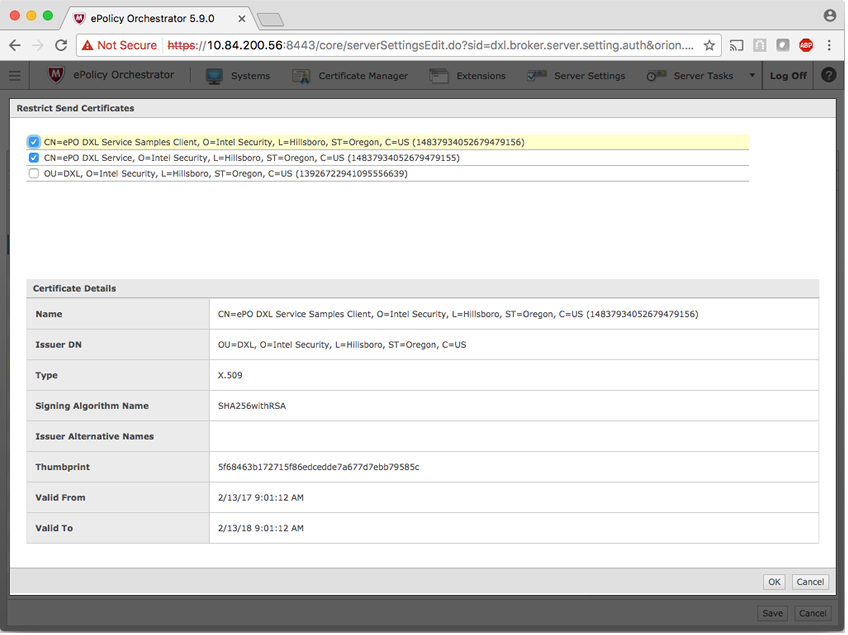 ePolicy Orchestrator 5.9.0
Not Secure https://10.84.200.56:8443/core/serverSettingsEdit.do?sid=dxl.broker.server.setting.auth&orion....
ABP
ePolicy Orchestrator Systems Certificate Manager Extensions Server Settings Server Tasks Log Off ?
Restrict Send Certificates
CN=ePO DXL Service Samples Client, O=Intel Security, L=Hillsboro, ST=Oregon, C=US (14837934052679479156)
CN=ePO DXL Service, O=Intel Security, L=Hillsboro, ST=Oregon, C=US (14837934052679479155)
OU=DXL, O=Intel Security, L=Hillsboro, ST=Oregon, C=US (13926722941095556639)
Certificate Details
Name CN=ePO DXL Service Samples Client, O=Intel Security, L=Hillsboro, ST=Oregon, C=US (14837934052679479156)
Issuer DN OU=DXL, O=Intel Security, L=Hillsboro, ST=Oregon, C=US
Type X.509
Signing Algorithm Name SHA256withRSA
Issuer Alternative Names
Thumbprint 5f68463b172715f86edcedde7a677d7ebb79585c
Valid From 2/13/17 9:01:12 AM
Valid To 2/13/18 9:01:12 AM
OK Cancel
Save Cancel